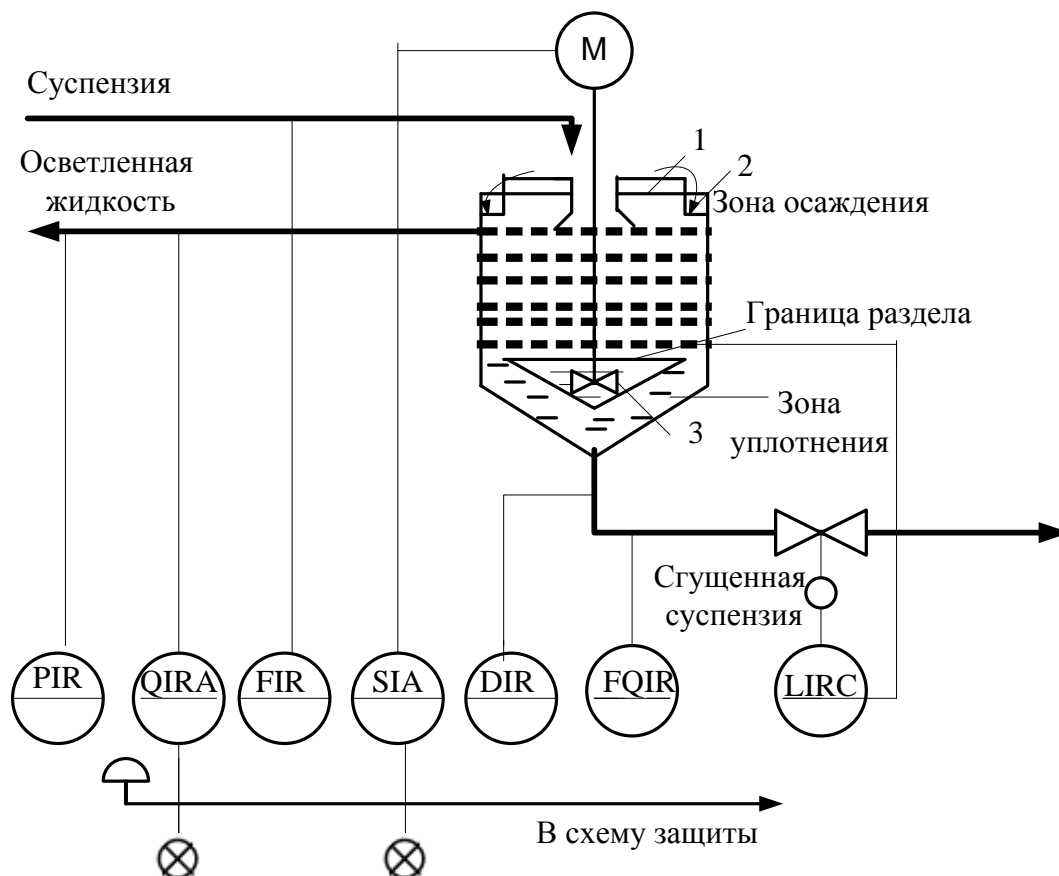 M
Суспензия
1
Осветленная
жидкость
2
Зона осаждения
Граница раздела
Зона
уплотнения
3
Сгущенная
суспензия
PIR
QIRA
FIR
SIA
DIR
FQIR
LIRC
В схему защиты